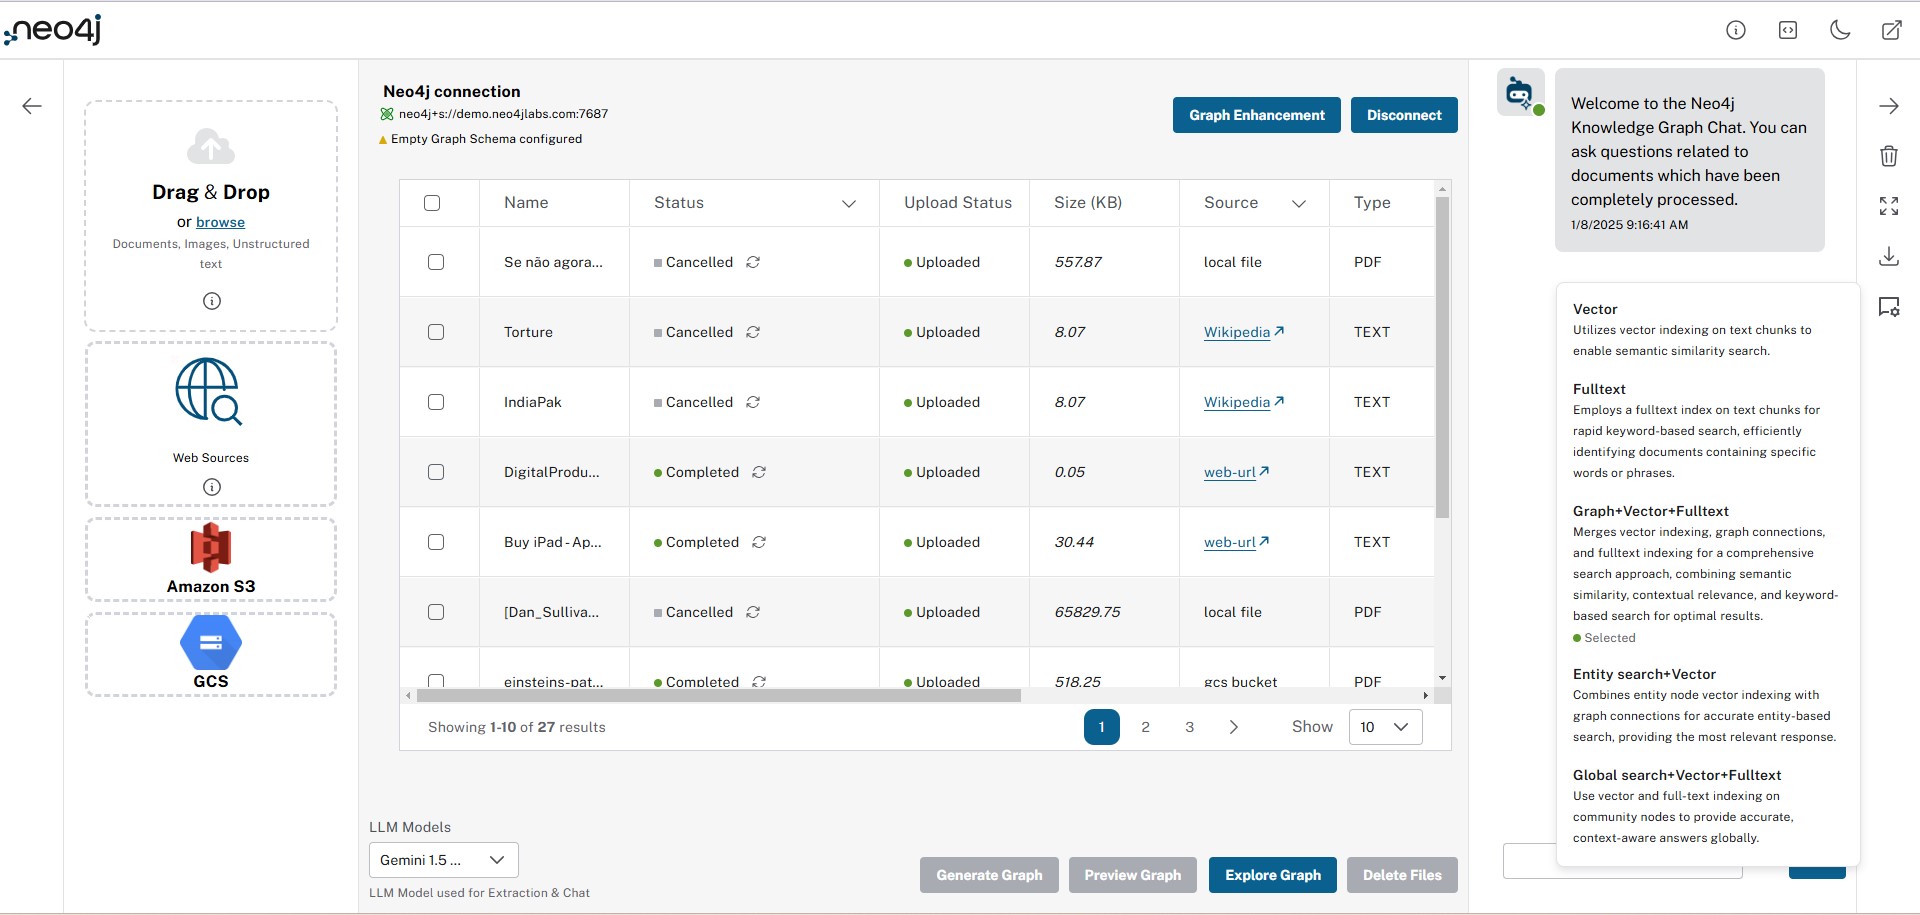 neo4j
Drag & Drop
or browse
Documents, Images, Unstructured
text
Web Sources
Amazon S3
GCS
Neo4j connection
neo4j+s://demo.neo4jlabs.com:7687
Empty Graph Schema configured
Graph Enhancement
Disconnect
Name Status Upload Status Size (KB) Source Type
Se não agora... Cancelled Uploaded 557.87 local file PDF
Torture Cancelled Uploaded 8.07 Wikipedia TEXT
IndiaPak Cancelled Uploaded 8.07 Wikipedia TEXT
DigitalProdu... Completed Uploaded 0.05 web-url TEXT
Buy iPad - Ap... Completed Uploaded 30.44 web-url TEXT
[Dan_Sulliva... Cancelled Uploaded 65829.75 local file PDF
einsteins-pat... Completed Uploaded 518.25 gcs bucket PDF
Showing 1-10 of 27 results
1 2 3
Show 10
LLM Models
Gemini 1.5 ...
LLM Model used for Extraction & Chat
Generate Graph
Preview Graph
Explore Graph
Delete Files
Welcome to the Neo4j
Knowledge Graph Chat. You can
ask questions related to
documents which have been
completely processed.
1/8/2025 9:16:41 AM
Vector
Utilizes vector indexing on text chunks to
enable semantic similarity search.
Fulltext
Employs a fulltext index on text chunks for
rapid keyword-based search, efficiently
identifying documents containing specific
words or phrases.
Graph+Vector+Fulltext
Merges vector indexing, graph connections,
and fulltext indexing for a comprehensive
search approach, combining semantic
similarity, contextual relevance, and keyword-
based search for optimal results.
Selected
Entity search+Vector
Combines entity node vector indexing with
graph connections for accurate entity-based
search, providing the most relevant response.
Global search+Vector+Fulltext
Use vector and full-text indexing on
community nodes to provide accurate,
context-aware answers globally.